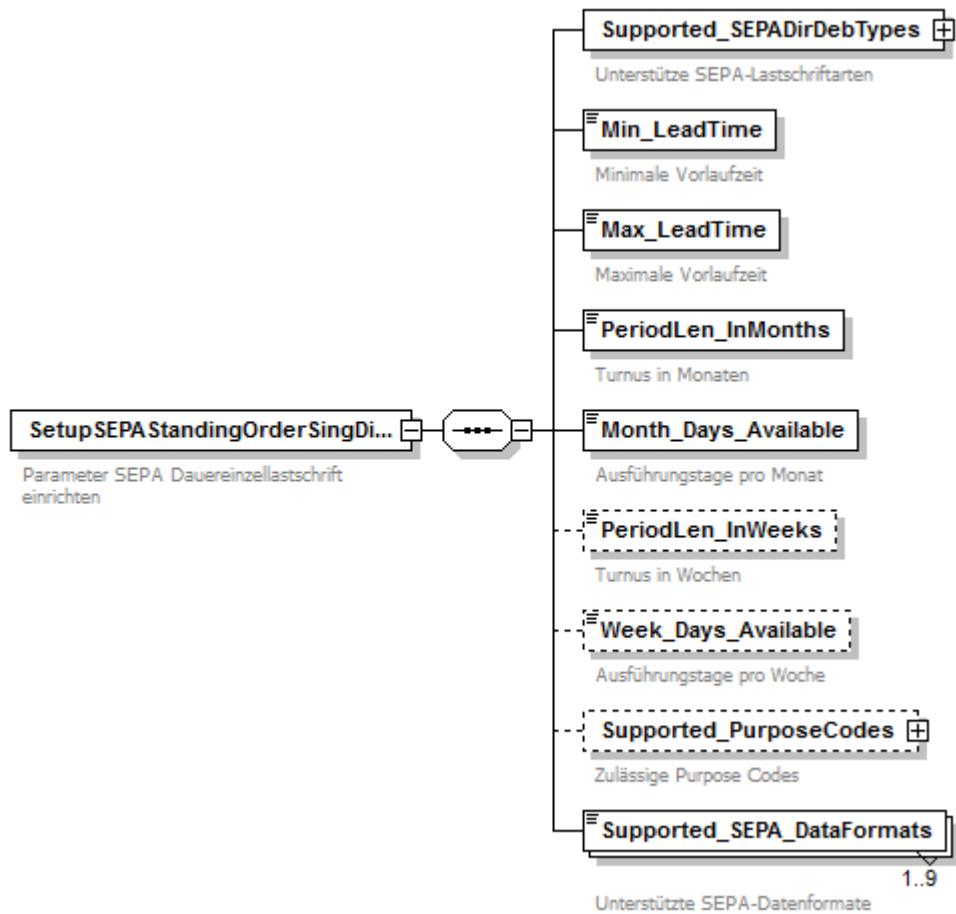 Supported_SEPADirDebTypes
Unterstütze SEPA-Lastschriftarten
Min_LeadTime
Minimale Vorlaufzeit
Max_LeadTime
Maximale Vorlaufzeit
PeriodLen_InMonths
Turnus in Monaten
SetupSEPAStandingOrderSingDi...
Parameter SEPA Dauereinzellastschrift
einrichten
Month_Days_Available
Ausführungstage pro Monat
PeriodLen_InWeeks
Turnus in Wochen
Week_Days_Available
Ausführungstage pro Woche
Supported_PurposeCodes
Zulässige Purpose Codes
Supported_SEPA_DataFormats
1..9
Unterstützte SEPA-Datenformate